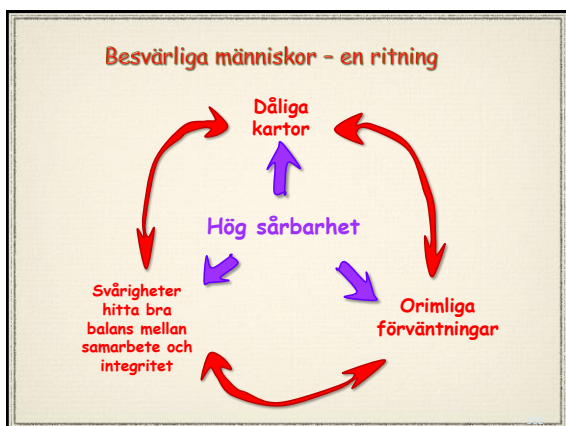 Besvärliga människor - en ritning
Dåliga
kartor
Hög sårbarhet
Svårigheter
hitta bra
balans mellan
samarbete och
integritet
Orimliga
förväntningar